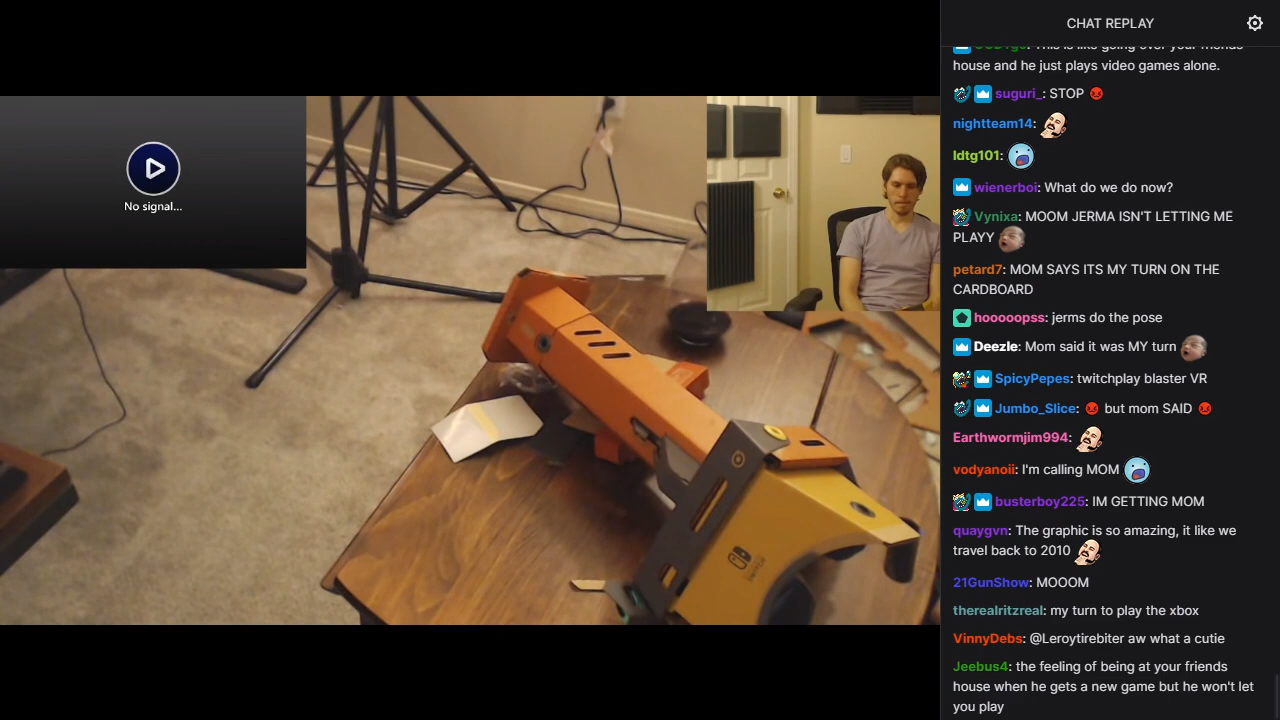 CHAT REPLAY
house and he just plays video games alone.
suguri_: STOP
nightteam14:
ldtg101:
wienerboi: What do we do now?
Vynixa: MOOM JERMA ISN'T LETTING ME
PLAYY
petard7: MOM SAYS ITS MY TURN ON THE
CARDBOARD
hooooopss: jerms do the pose
Deezle: Mom said it was MY turn
SpicyPepes: twitchplay blaster VR
Jumbo_Slice: but mom SAID
Earthwormjim994:
vodyanoii: I'm calling MOM
busterboy225: IM GETTING MOM
quaygvn: The graphic is so amazing, it like we
travel back to 2010
21GunShow: MOOOM
therealritzreal: my turn to play the xbox
VinnyDebs: @Leroytirebiter aw what a cutie
Jeebus4: the feeling of being at your friends
house when he gets a new game but he won't let
you play
No signal...